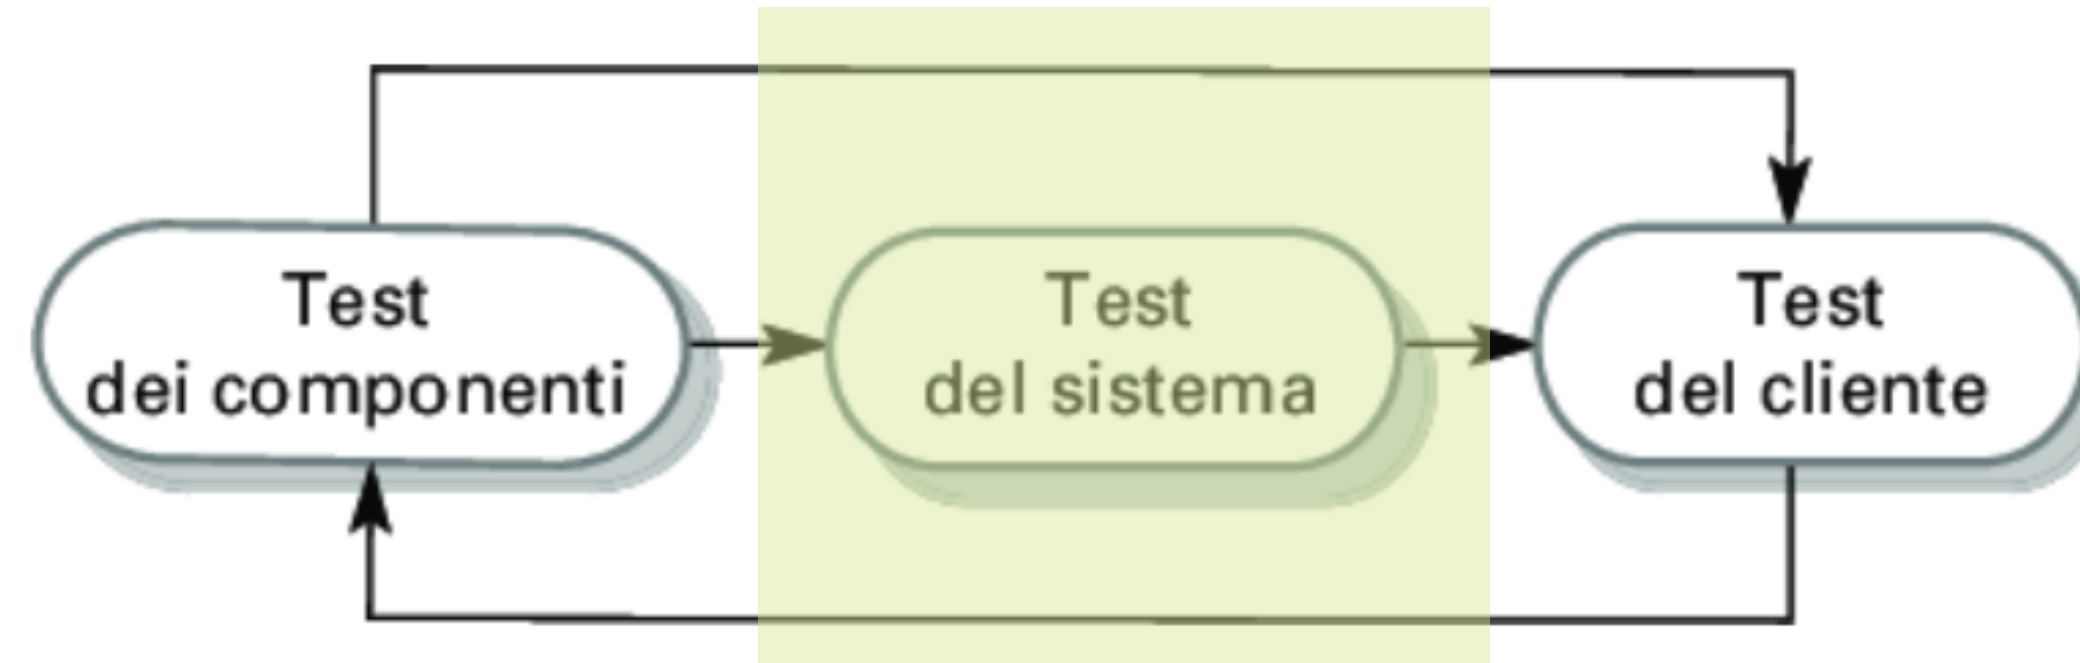 Test
dei componenti
Test
del sistema
Test
del cliente